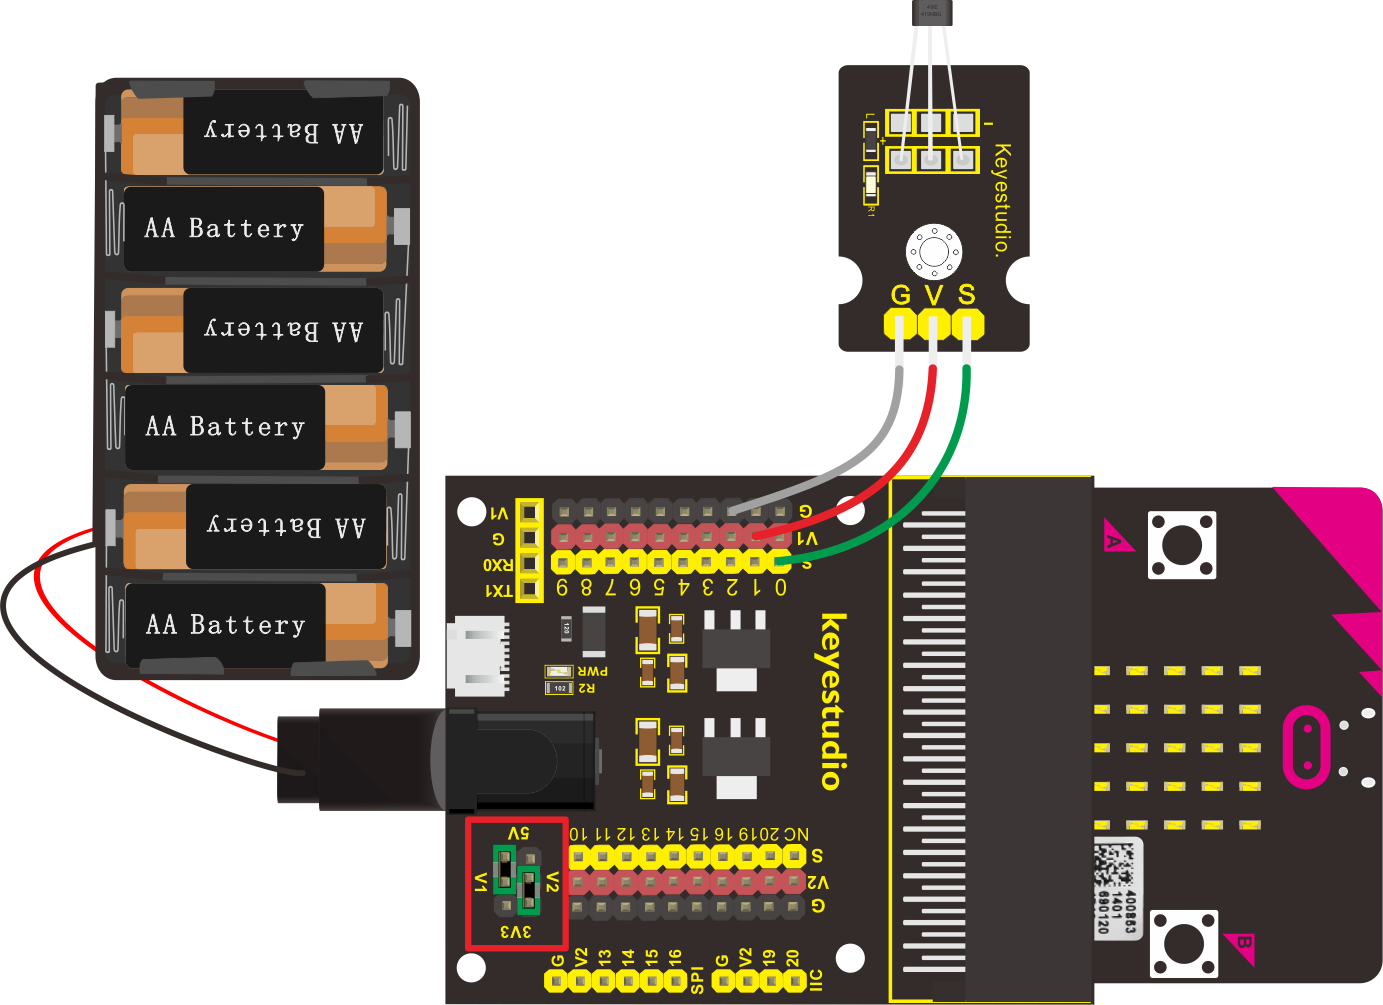 AA Battery
AA Battery
AA Battery
AA Battery
AA Battery
AA Battery
Keyestudio.
L
+
-
R1
G V S
V1
G
RX0
TX1
G
V1
S
9 8 7 6 5 4 3 2 1 0
120
PWR
102
R2
keyestudio
5V
V1
V2
3V3
10 11 12 13 14 15 16 19 20 NC
S
V2
G
G V2 13 14 15 16
SPI
G V2 19 20
IIC
A
B
400863
1401
690120